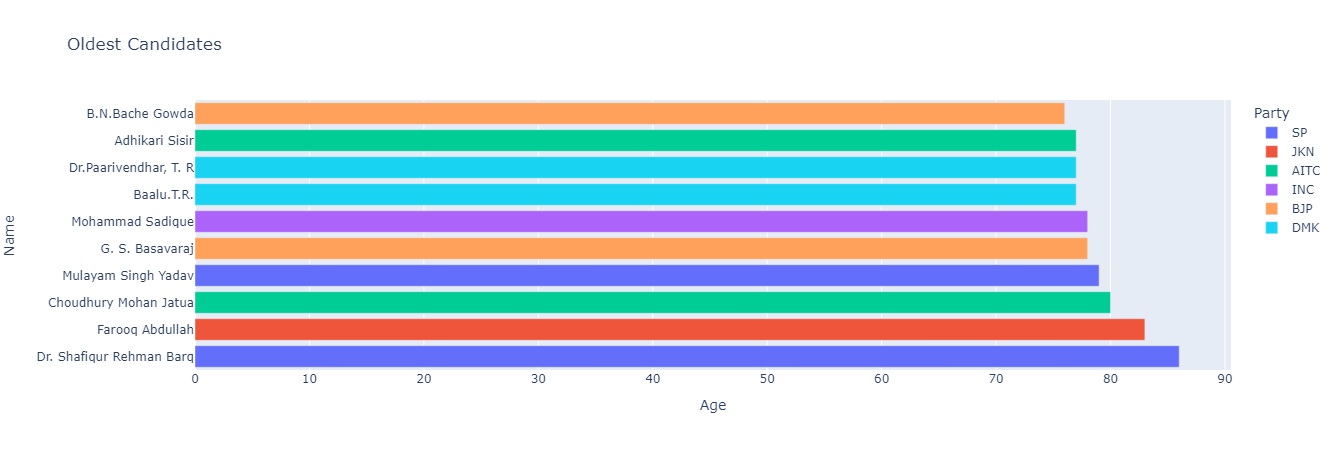 Oldest Candidates
Name
B.N.Bache Gowda
Adhikari Sisir
Dr.Paarivendhar, T. R
Baalu.T.R.
Mohammad Sadique
G. S. Basavaraj
Mulayam Singh Yadav
Choudhury Mohan Jatua
Farooq Abdullah
Dr. Shafiqur Rehman Barq
0 10 20 30 40 50 60 70 80 90
Age
Party
SP
JKN
AITC
INC
BJP
DMK